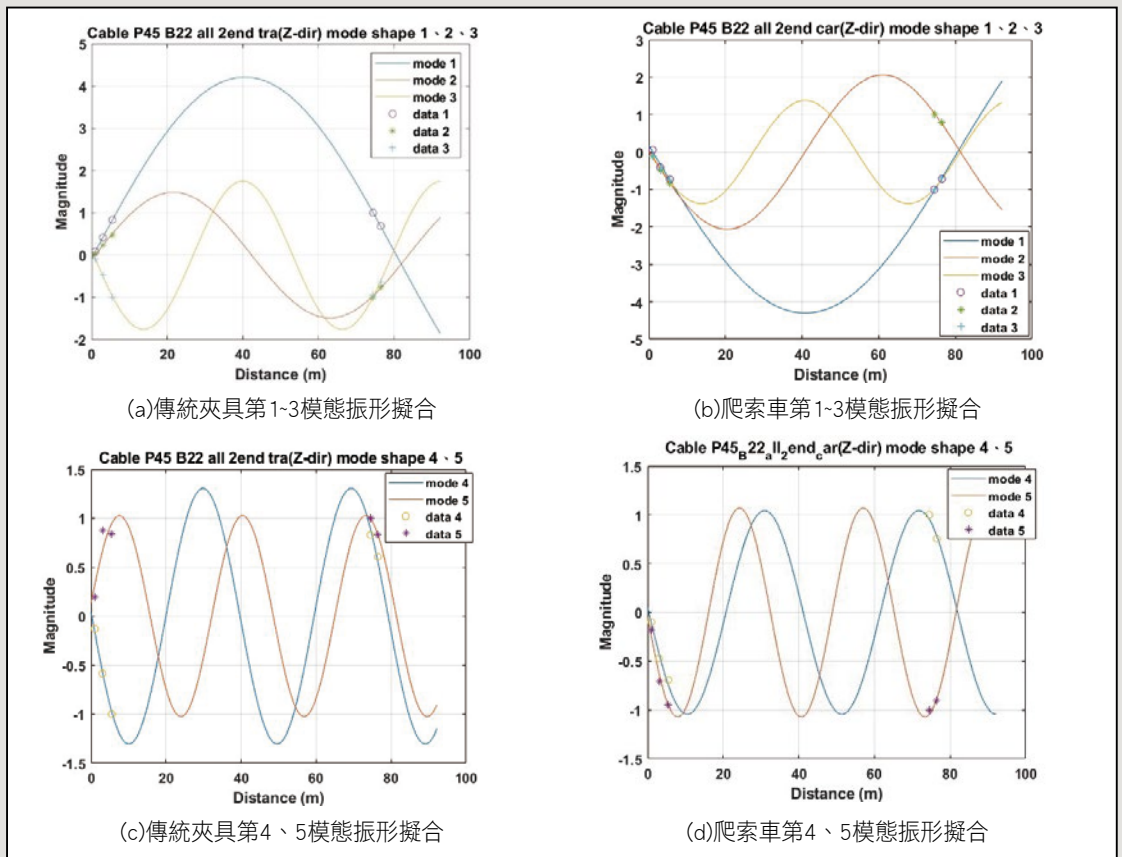 Cable P45 B22 all 2end tra(Z-dir) mode shape 1、2、3
5
4
3
2
1
0
-1
-2
Magnitude
0
20
40
60
80
100
Distance (m)
mode 1
mode 2
mode 3
data 1
data 2
data 3
(a)傳統夾具第1~3模態振形擬合
Cable P45 B22 all 2end car(Z-dir) mode shape 1、2、3
3
2
1
0
-1
-2
-3
-4
-5
Magnitude
0
20
40
60
80
100
Distance (m)
mode 1
mode 2
mode 3
data 1
data 2
data 3
(b)爬索車第1~3模態振形擬合
Cable P45 B22 all 2end tra(Z-dir) mode shape 4、5
1.5
1
0.5
0
-0.5
-1
-1.5
Magnitude
0
20
40
60
80
100
Distance (m)
mode 4
mode 5
data 4
data 5
(c)傳統夾具第4、5模態振形擬合
Cable P45B22all2endcar(Z-dir) mode shape 4、5
1.5
1
0.5
0
-0.5
-1
-1.5
Magnitude
0
20
40
60
80
100
Distance (m)
mode 4
mode 5
data 4
data 5
(d)爬索車第4、5模態振形擬合